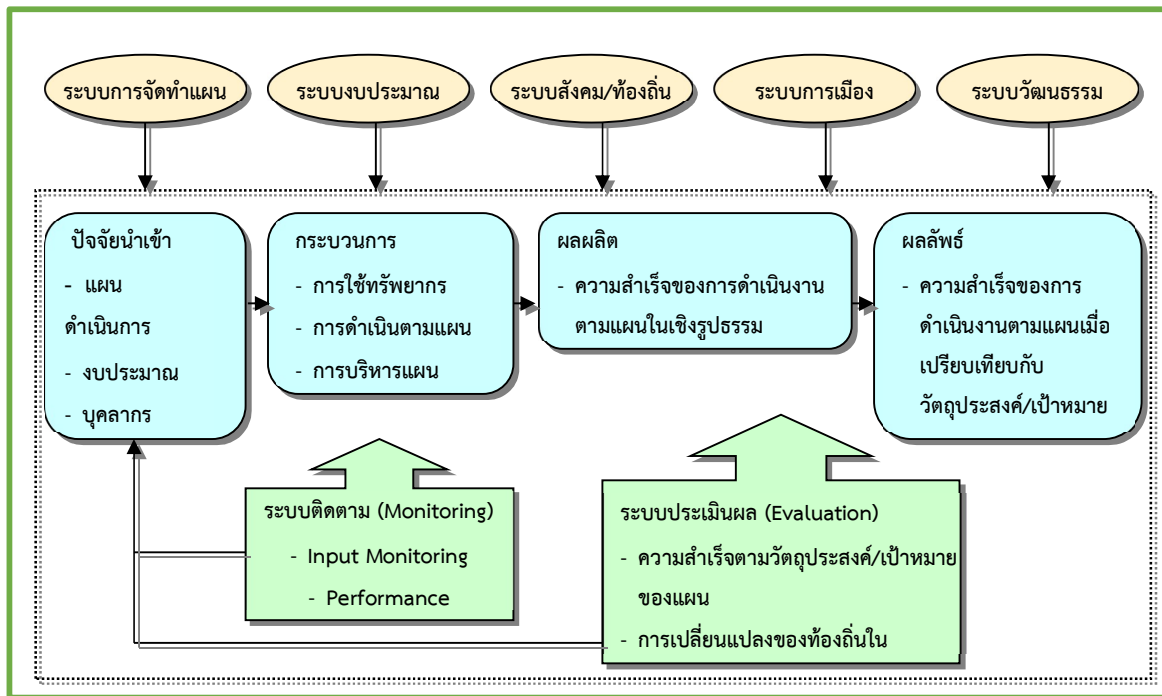 ระบบการจัดทำแผน
ระบบงบประมาณ
ระบบสังคม/ท้องถิ่น
ระบบการเมือง
ระบบวัฒนธรรม
ปัจจัยนำเข้า
- แผน
ดำเนินการ
- งบประมาณ
- บุคลากร
กระบวนการ
- การใช้ทรัพยากร
- การดำเนินตามแผน
- การบริหารแผน
ผลผลิต
- ความสำเร็จของการดำเนินงาน
ตามแผนในเชิงรูปธรรม
ผลลัพธ์
- ความสำเร็จของการ
ดำเนินงานตามแผนเมื่อ
เปรียบเทียบกับ
วัตถุประสงค์/เป้าหมาย
ระบบติดตาม (Monitoring)
- Input Monitoring
- Performance
ระบบประเมินผล (Evaluation)
- ความสำเร็จตามวัตถุประสงค์/เป้าหมาย
ของแผน
- การเปลี่ยนแปลงของท้องถิ่นใน